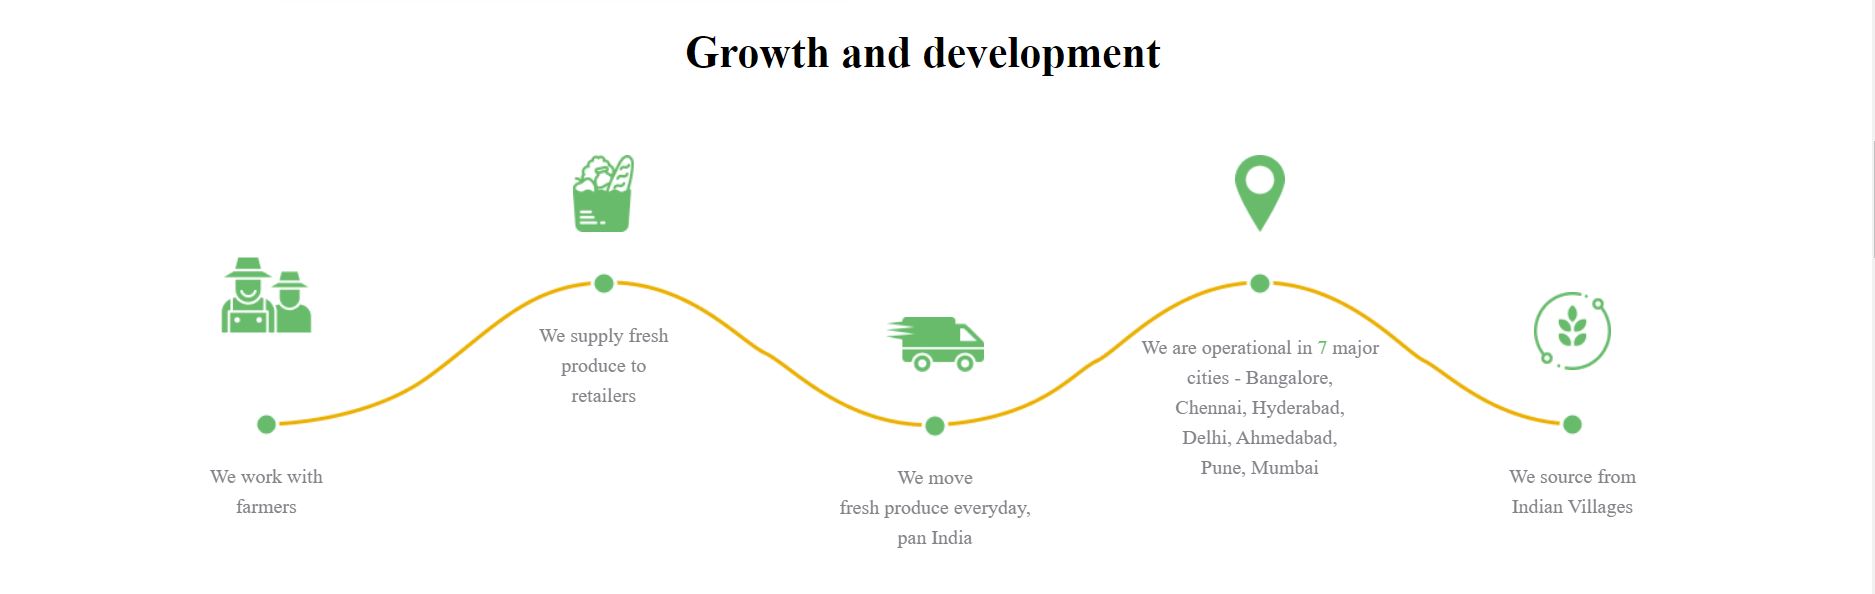 Growth and development
We work with
farmers
We supply fresh
produce to
retailers
We move
fresh produce everyday,
pan India
We are operational in 7 major
cities - Bangalore,
Chennai, Hyderabad,
Delhi, Ahmedabad,
Pune, Mumbai
We source from
Indian Villages